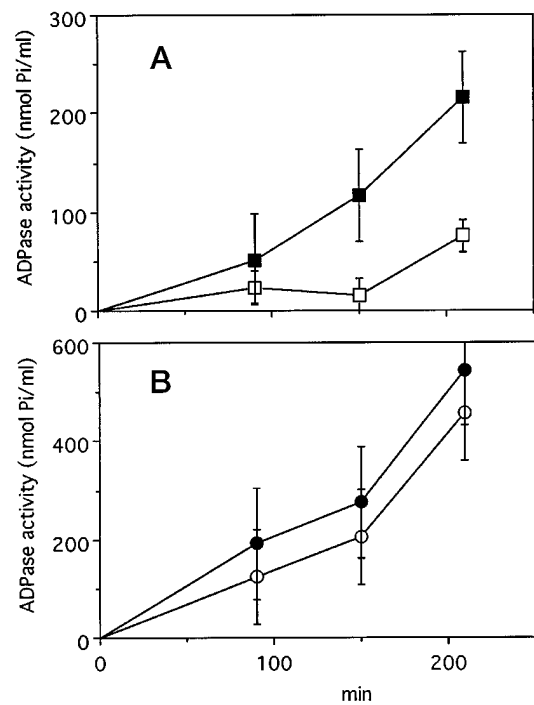 300
A
200
100
0
ADPase activity (nmol Pi/ml)
600
B
400
200
0
ADPase activity (nmol Pi/ml)
0 100 200
min